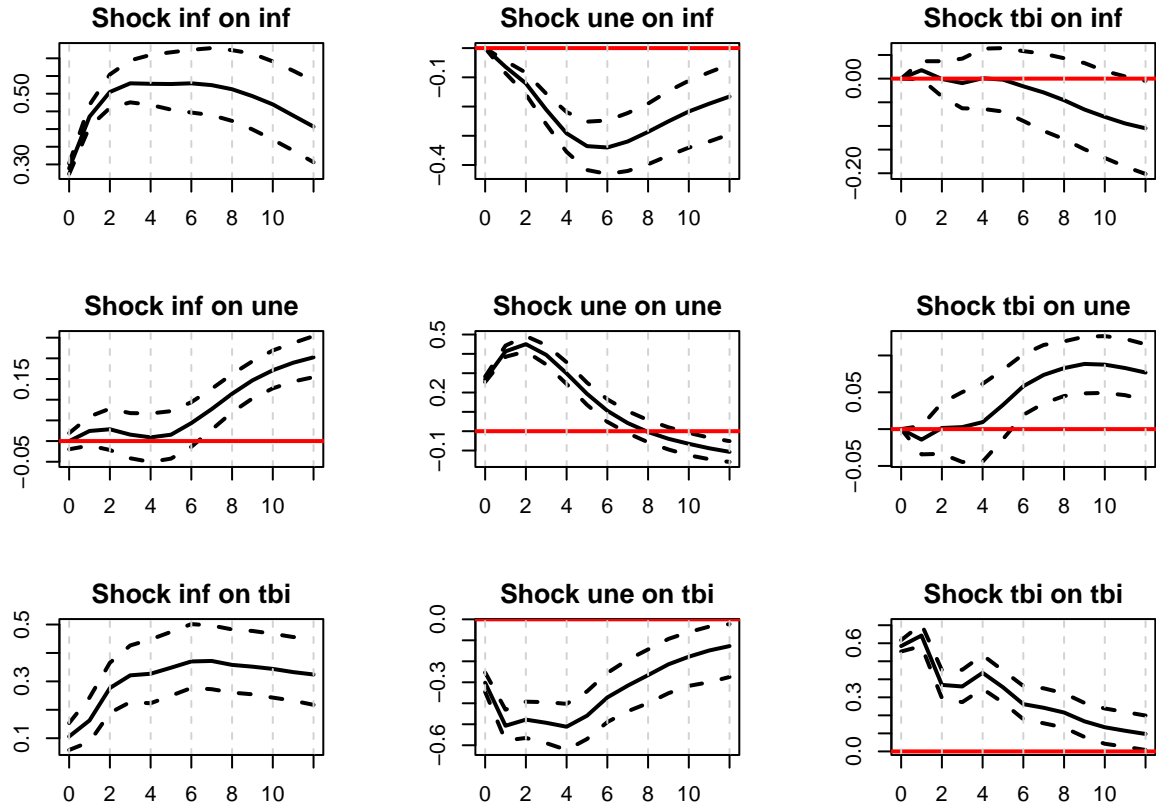 Shock inf on inf
0.30 0.50
0 2 4 6 8 10
Shock une on inf
−0.4 −0.1
0 2 4 6 8 10
Shock tbi on inf
−0.20 0.00
0 2 4 6 8 10
Shock inf on une
−0.05 0.15
0 2 4 6 8 10
Shock une on une
−0.1 0.2 0.5
0 2 4 6 8 10
Shock tbi on une
−0.05 0.05
0 2 4 6 8 10
Shock inf on tbi
0.1 0.3 0.5
0 2 4 6 8 10
Shock une on tbi
−0.6 −0.3 0.0
0 2 4 6 8 10
Shock tbi on tbi
0.0 0.3 0.6
0 2 4 6 8 10